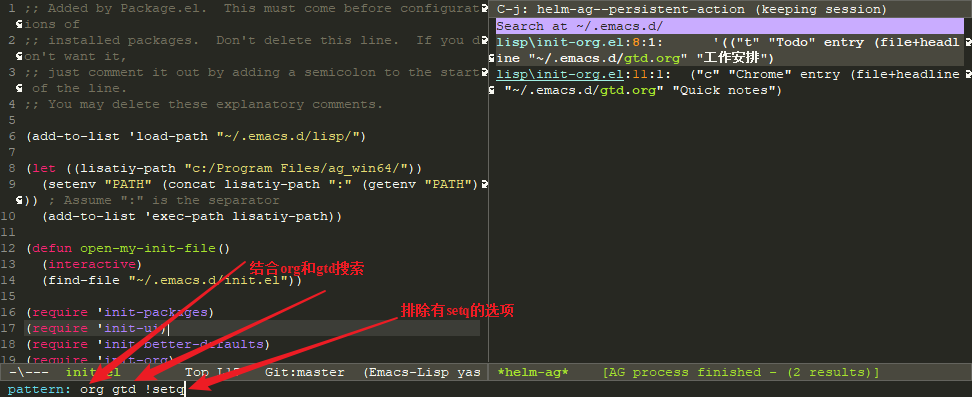 1 ;; Added by Package.el.  This must come before configurat
ions of
2 ;; installed packages.  Don't delete this line.  If you d
on't want it,
3 ;; just comment it out by adding a semicolon to the start
 of the line.
4 ;; You may delete these explanatory comments.
5
6 (add-to-list 'load-path "~/.emacs.d/lisp/")
7
8 (let ((lisatiy-path "c:/Program Files/ag_win64/"))
9   (setenv "PATH" (concat lisatiy-path ":" (getenv "PATH")
)) ; Assume ":" is the separator
10   (add-to-list 'exec-path lisatiy-path))
11
12 (defun open-my-init-file()
13   (interactive)
14   (find-file "~/.emacs.d/init.el"))
15
16 (require 'init-packages)
17 (require 'init-ui)
18 (require 'init-better-defaults)
19 (require 'init-org)
结合org和gtd搜索
排除有setq的选项
-\---  init.el        Top L17   Git:master  (Emacs-Lisp yas
pattern: org gtd !setq
C-j: helm-ag--persistent-action (keeping session)
Search at ~/.emacs.d/
lisp\init-org.el:8:1:      '(("t" "Todo" entry (file+headl
ine "~/.emacs.d/gtd.org" "工作安排")
lisp\init-org.el:11:1:  ("c" "Chrome" entry (file+headline
 "~/.emacs.d/gtd.org" "Quick notes")
*helm-ag*    [AG process finished - (2 results)]